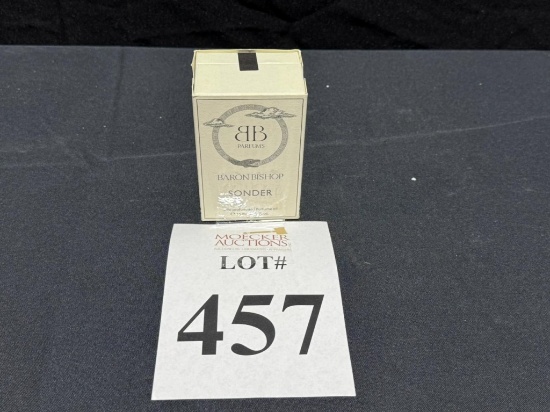 BB
PARFUMS
BARON BISHOP
SONDER
MOECKER
AUCTIONS
LOT#
457